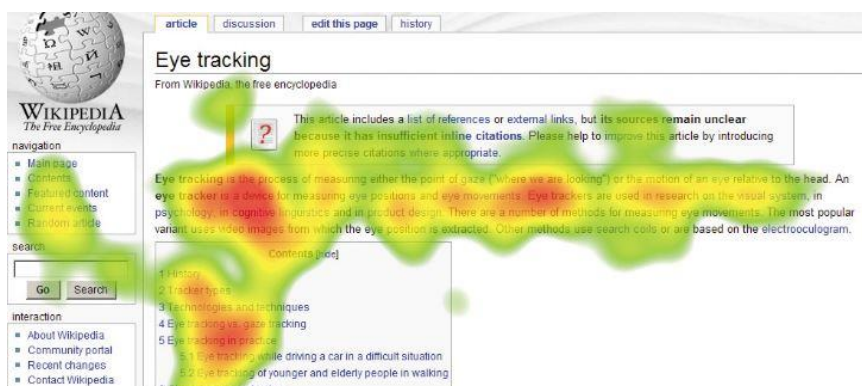 article
discussion
edit this page
history
WIKIPEDIA
The Free Encyclopedia
navigation
Main page
Contents
Featured content
Current events
Random article
search
Go
Search
interaction
About Wikipedia
Community portal
Recent changes
Contact Wikipedia
Eye tracking
From Wikipedia, the free encyclopedia
?
This article includes a list of references or external links, but its sources remain unclear
because it has insufficient inline citations. Please help to improve this article by introducing
more precise citations where appropriate.
Eye tracking is the process of measuring either the point of gaze ("where we are looking") or the motion of an eye relative to the head. An
eye tracker is a device for measuring eye positions and eye movements. Eye trackers are used in research on the visual system, in
psychology, in cognitive linguistics and in product design. There are a number of methods for measuring eye movements. The most popular
variant uses video images from which the eye position is extracted. Other methods use search coils or are based on the electrooculogram.
Contents [hide]
1 History
2 Tracker types
3 Technologies and techniques
4 Eye tracking vs. gaze tracking
5 Eye tracking in practice
5.1 Eye tracking while driving a car in a difficult situation
5.2 Eye tracking of younger and elderly people in walking